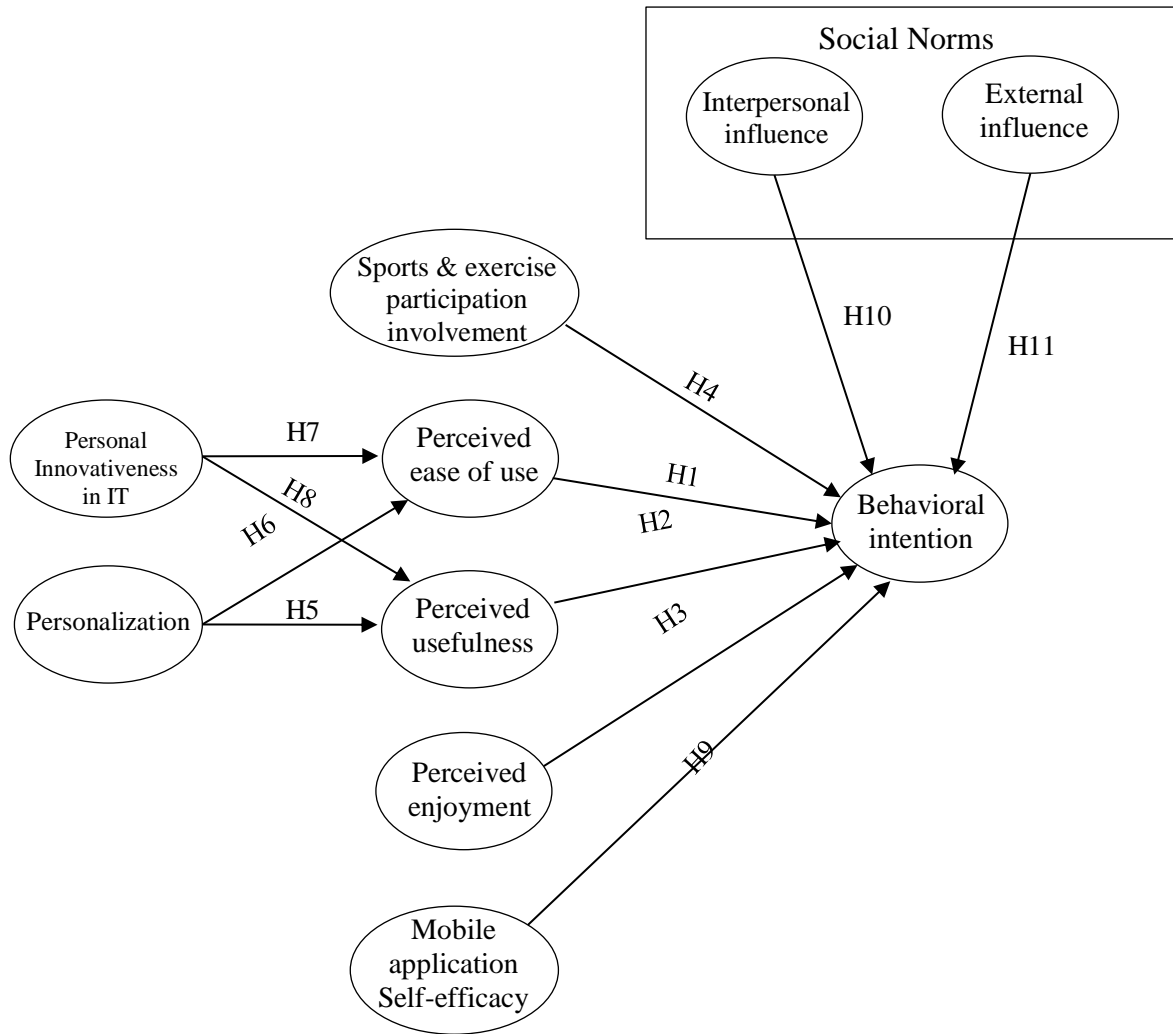 Social Norms
Interpersonal
influence
External
influence
Sports & exercise
participation
involvement
H10
H11
H4
Personal
Innovativeness
in IT
H7
Perceived
ease of use
H8
H6
H1
H2
Behavioral
intention
Personalization
H5
Perceived
usefulness
H3
Perceived
enjoyment
H9
Mobile
application
Self-efficacy